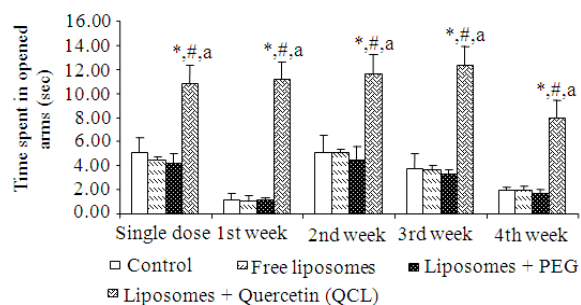 Time spent in opened
arms (sec)
16.00
14.00
12.00
10.00
8.00
6.00
4.00
2.00
0.00
*,#,a
*,#,a
*,#,a
*,#,a
*,#,a
Single dose 1st week 2nd week 3rd week 4th week
Control Free liposomes Liposomes + PEG
Liposomes + Quercetin (QCL)